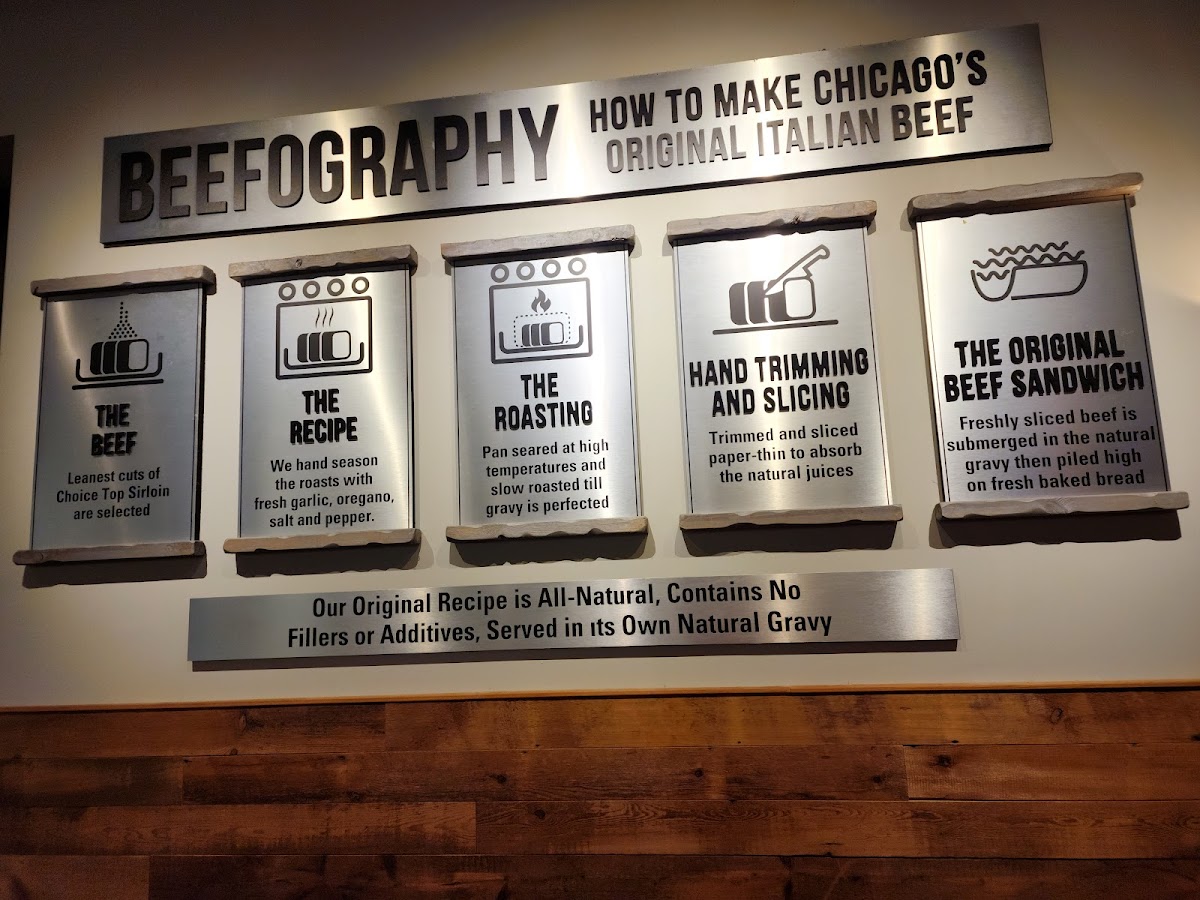 BEEFOGRAPHY
HOW TO MAKE CHICAGO'S
ORIGINAL ITALIAN BEEF
THE
BEEF
Leanest cuts of
Choice Top Sirloin
are selected
THE
RECIPE
We hand season
the roasts with
fresh garlic, oregano,
salt and pepper.
THE
ROASTING
Pan seared at high
temperatures and
slow roasted till
gravy is perfected
HAND TRIMMING
AND SLICING
Trimmed and sliced
paper-thin to absorb
the natural juices
THE ORIGINAL
BEEF SANDWICH
Freshly sliced beef is
submerged in the natural
gravy then piled high
on fresh baked bread
Our Original Recipe is All-Natural, Contains No
Fillers or Additives, Served in ıts Own Natural Gravy